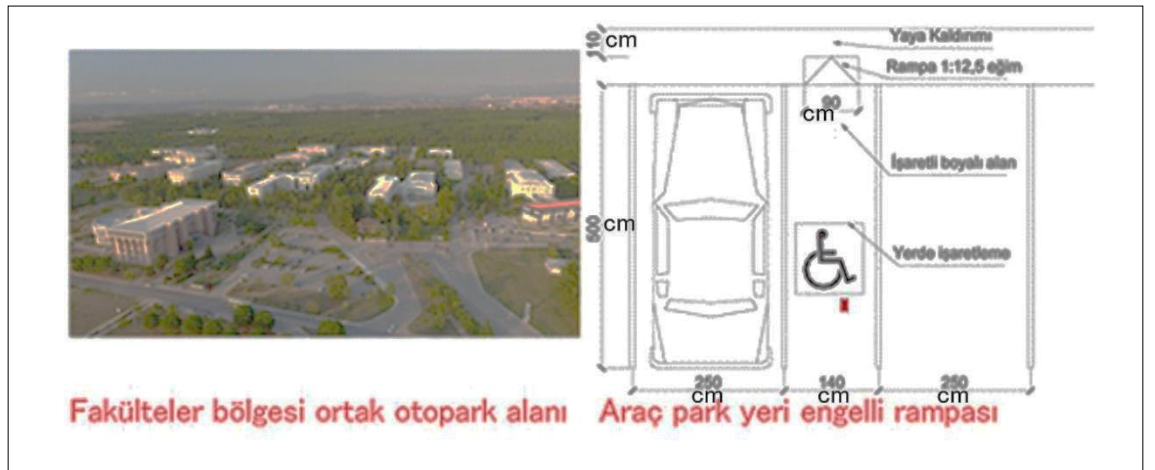 110 cm
Yaya Kaldırımı
Rampa 1:12,5 eğim
90
cm
İşaretli boyalı alan
500 cm
Yerde işaretleme
250 140 250
cm cm cm
Fakülteler bölgesi ortak otopark alanı
Araç park yeri engelli rampası